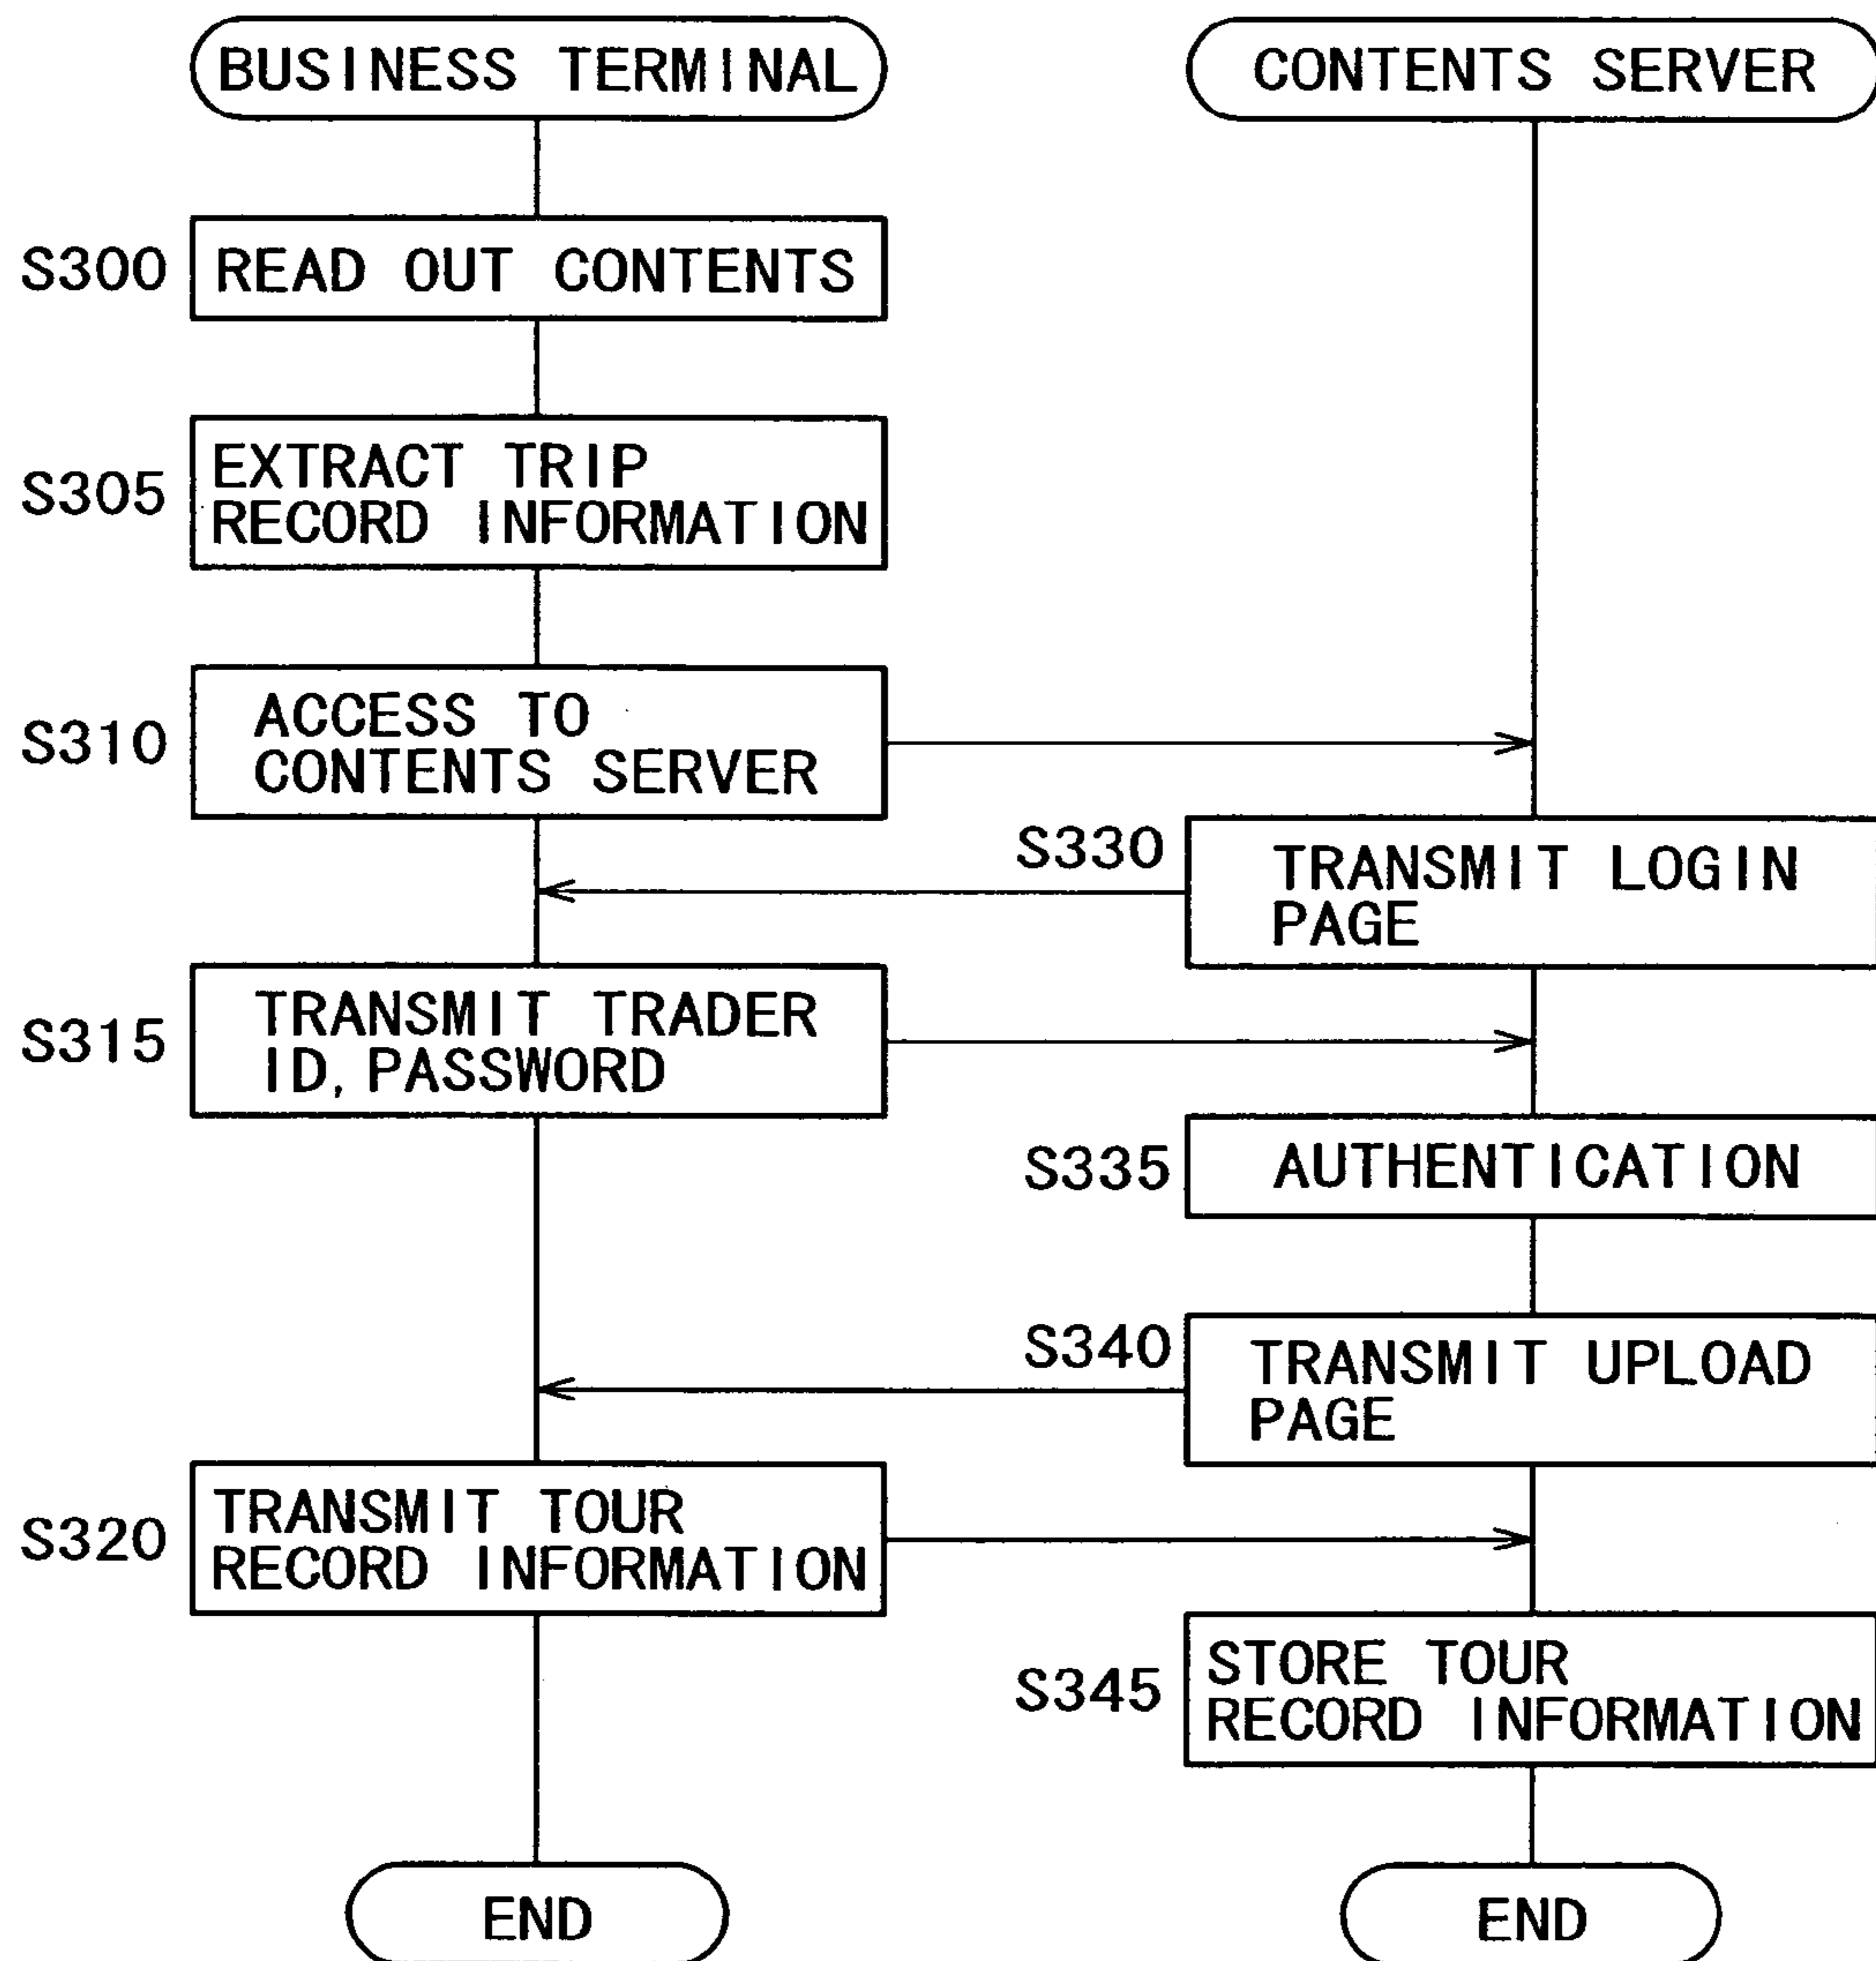 BUSINESS TERMINAL
CONTENTS SERVER
S300
READ OUT CONTENTS
S305
EXTRACT TRIP
RECORD INFORMATION
S310
ACCESS TO
CONTENTS SERVER
S330
TRANSMIT LOGIN
PAGE
S315
TRANSMIT TRADER
ID, PASSWORD
S335
AUTHENTICATION
S340
TRANSMIT UPLOAD
PAGE
S320
TRANSMIT TOUR
RECORD INFORMATION
S345
STORE TOUR
RECORD INFORMATION
END
END